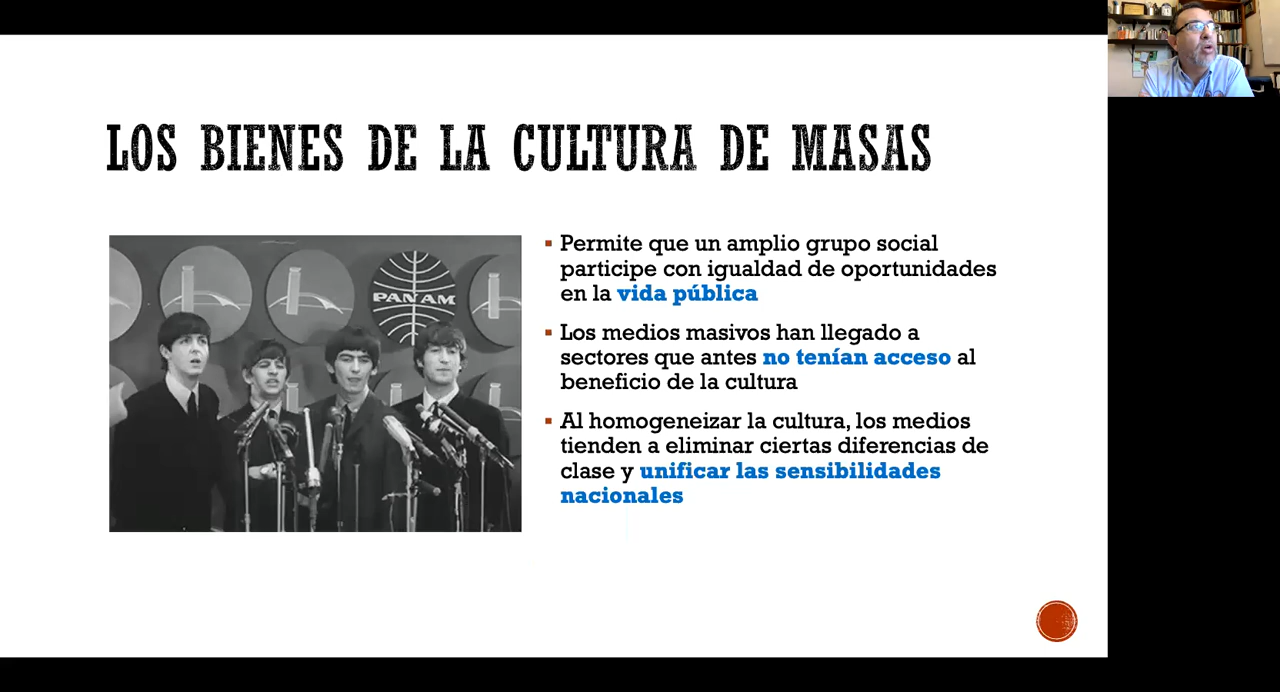 LOS BIENES DE LA CULTURA DE MASAS
PAN AM
Permite que un amplio grupo social
participe con igualdad de oportunidades
en la vida pública
Los medios masivos han llegado a
sectores que antes no tenían acceso al
beneficio de la cultura
Al homogeneizar la cultura, los medios
tienden a eliminar ciertas diferencias de
clase y unificar las sensibilidades
nacionales